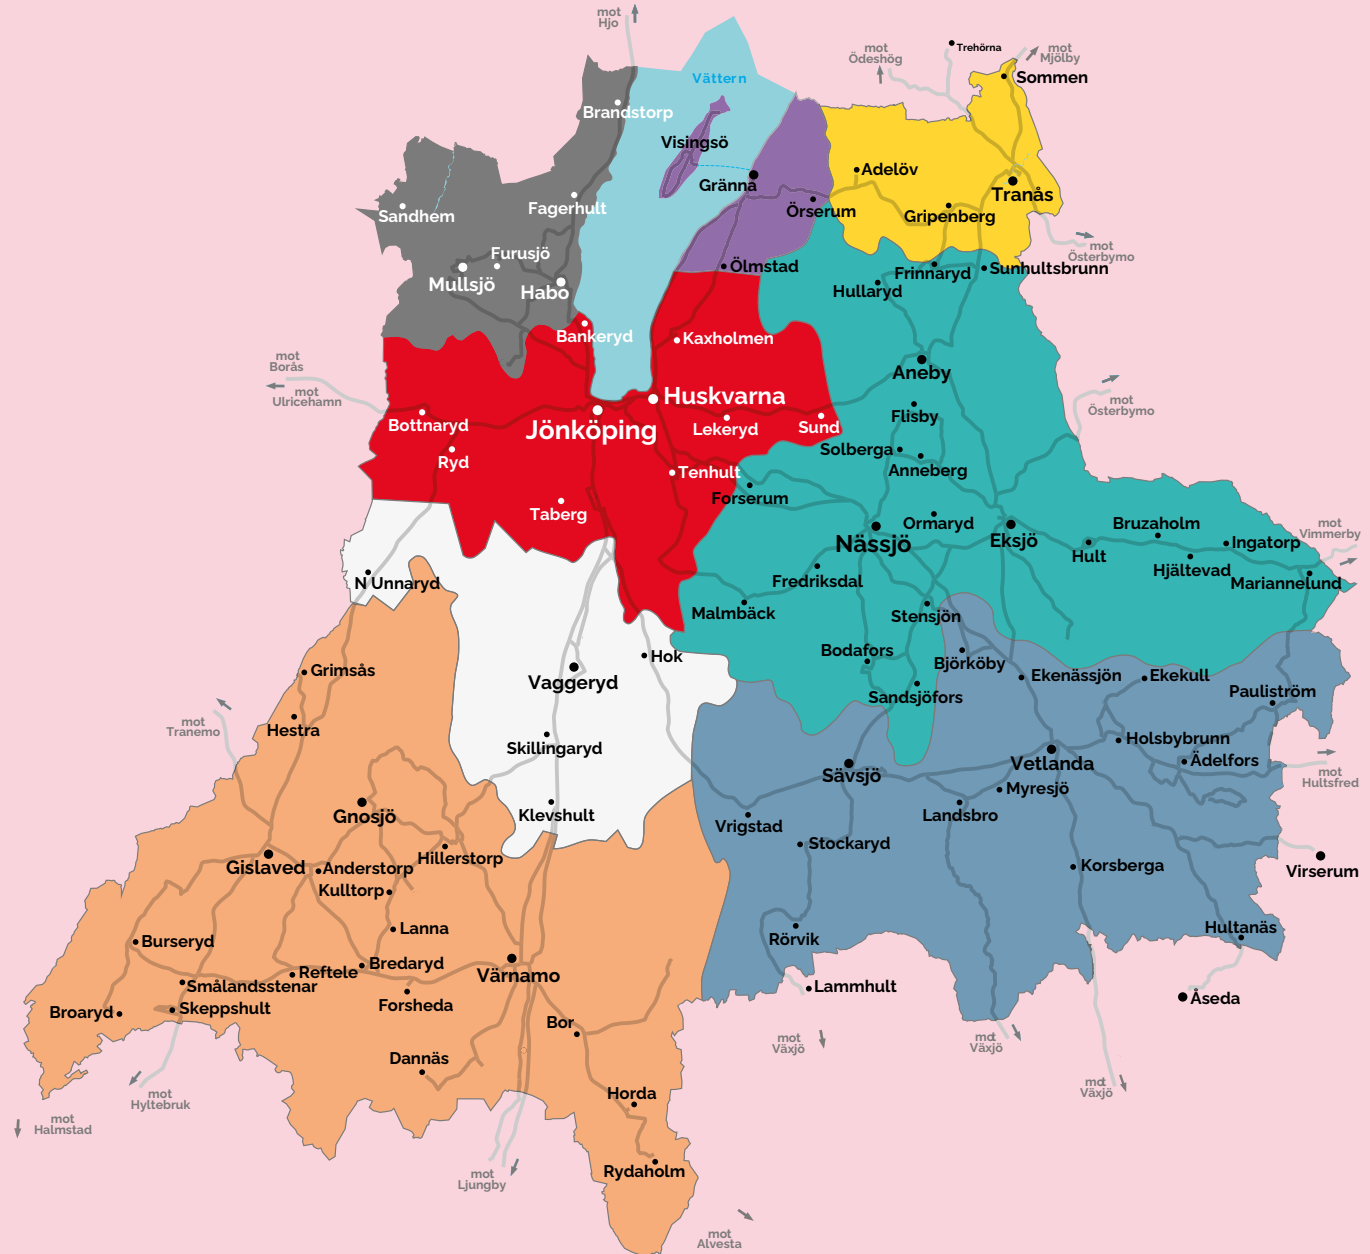 mot
Hjo
Trehörna
mot
Ödeshög
mot
Mjölby
Sommen
Vättern
Brandstorp
Visingsö
Adelöv
Gränna
Tranås
Sandhem
Fagerhult
Örserum
Gripenberg
mot
Österbymo
Furusjö
Mullsjö
Habo
Ölmstad
Frinnaryd
Sunhultsbrunn
Hullaryd
Bankeryd
Kaxholmen
mot
Borås
mot
Ulricehamn
Aneby
Huskvarna
mot
Österbymo
Bottnaryd
Jönköping
Lekeryd
Sund
Flisby
Ryd
Solberga
Anneberg
Tenhult
Forserum
Taberg
Ormaryd
Nässjö
Eksjö
Bruzaholm
mot
Vimmerby
Hult
Ingatorp
Hjältevad
Mariannelund
N Unnaryd
Fredriksdal
Malmbäck
Stensjön
Bodafors
Björköby
Hok
Grimsås
Vaggeryd
Ekenässjön
Ekekull
Sandsjöfors
Pauliström
mot
Tranemo
Hestra
Skillingaryd
Holsbybrunn
Vetlanda
Ädelfors
Sävsjö
mot
Hultsfred
Myresjö
Gnosjö
Klevshult
Vrigstad
Landsbro
Stockaryd
Gislaved
Anderstorp
Hillerstorp
Kulltorp
Korsberga
Virserum
Lanna
Burseryd
Rörvik
Hultanäs
Bredaryd
Reftele
Värnamo
Smålandsstenar
Lammhult
Forsheda
Åseda
Broaryd
Skeppshult
Bor
mot
Växjö
mot
Växjö
Dannäs
mot
Växjö
Horda
mot
Hyltebruk
mot
Halmstad
Rydaholm
mot
Ljungby
mot
Alvesta